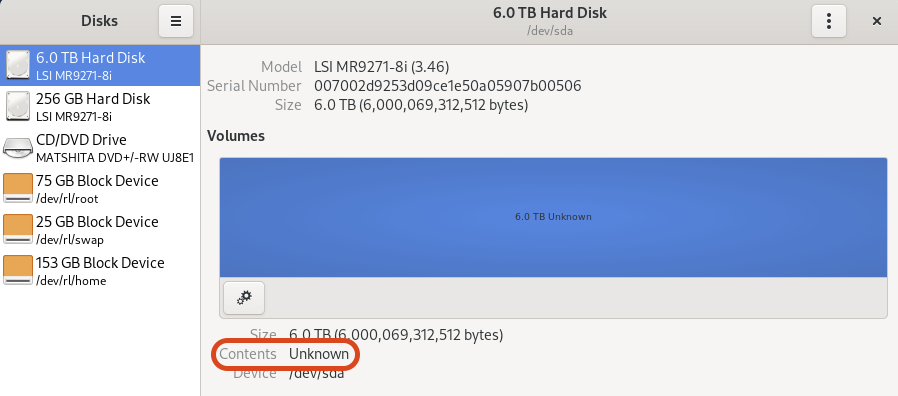 Disks
6.0 TB Hard Disk
/dev/sda
6.0 TB Hard Disk
LSI MR9271-8i
256 GB Hard Disk
LSI MR9271-8i
CD/DVD Drive
MATSHITA DVD+/-RW UJ8E1
75 GB Block Device
/dev/rl/root
25 GB Block Device
/dev/rl/swap
153 GB Block Device
/dev/rl/home
Model LSI MR9271-8i (3.46)
Serial Number 007002d9253d09ce1e50a05907b00506
Size 6.0 TB (6,000,069,312,512 bytes)
Volumes
6.0 TB Unknown
Size 6.0 TB (6,000,069,312,512 bytes)
Contents Unknown
Device /dev/sda